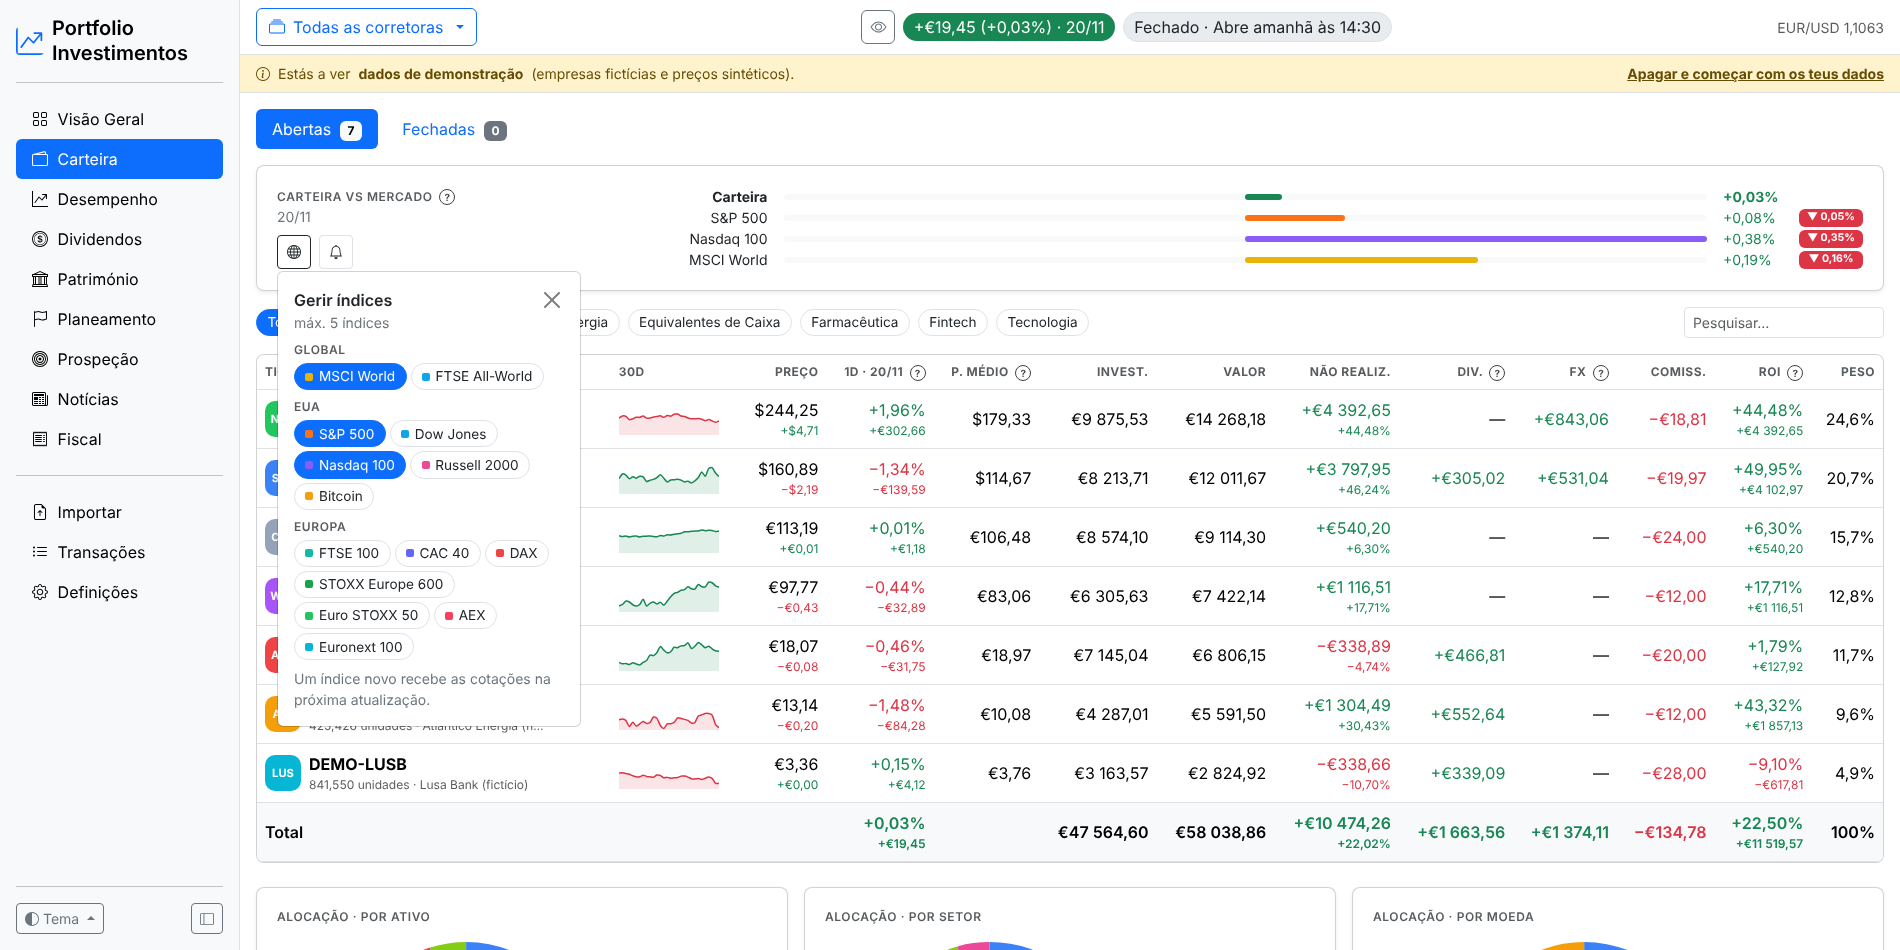 Portfolio
Investimentos
Visão Geral
Carteira
Desempenho
Dividendos
Património
Planeamento
Prospeção
Notícias
Fiscal
Importar
Transações
Definições
Tema
Todas as corretoras
+€19,45 (+0,03%) · 20/11
Fechado · Abre amanhã às 14:30
EUR/USD 1,1063
Estás a ver dados de demonstração (empresas fictícias e preços sintéticos).
Apagar e começar com os teus dados
Abertas 7
Fechadas 0
CARTEIRA VS MERCADO ?
20/11
Carteira +0,03%
S&P 500 +0,08% ▼ 0,05%
Nasdaq 100 +0,38% ▼ 0,35%
MSCI World +0,19% ▼ 0,16%
Gerir índices
máx. 5 índices
GLOBAL
MSCI World FTSE All-World
EUA
S&P 500 Dow Jones
Nasdaq 100 Russell 2000
Bitcoin
EUROPA
FTSE 100 CAC 40 DAX
STOXX Europe 600
Euro STOXX 50 AEX
Euronext 100
Um índice novo recebe as cotações na
próxima atualização.
Equivalentes de Caixa Farmacêutica Fintech Tecnologia
Pesquisar...
30D PREÇO 1D · 20/11 ? P. MÉDIO ? INVEST. VALOR NÃO REALIZ. DIV. ? FX ? COMISS. ROI ? PESO
$244,25 +1,96% $179,33 €9 875,53 €14 268,18 +€4 392,65 — +€843,06 −€18,81 +44,48% 24,6%
+$4,71 +€302,66 +44,48% +€4 392,65
$160,89 −1,34% $114,67 €8 213,71 €12 011,67 +€3 797,95 +€305,02 +€531,04 −€19,97 +49,95% 20,7%
−$2,19 −€139,59 +46,24% +€4 102,97
€113,19 +0,01% €106,48 €8 574,10 €9 114,30 +€540,20 — — −€24,00 +6,30% 15,7%
+€0,01 +€1,18 +6,30% +€540,20
€97,77 −0,44% €83,06 €6 305,63 €7 422,14 +€1 116,51 — — −€12,00 +17,71% 12,8%
−€0,43 −€32,89 +17,71% +€1 116,51
€18,07 −0,46% €18,97 €7 145,04 €6 806,15 −€338,89 +€466,81 — −€20,00 +1,79% 11,7%
−€0,08 −€31,75 −4,74% +€127,92
€13,14 −1,48% €10,08 €4 287,01 €5 591,50 +€1 304,49 +€552,64 — −€12,00 +43,32% 9,6%
−€0,20 −€84,28 +30,43% +€1 857,13
LUS DEMO-LUSB €3,36 +0,15% €3,76 €3 163,57 €2 824,92 −€338,66 +€339,09 — −€28,00 −9,10% 4,9%
841,550 unidades · Lusa Bank (fictício) +€0,00 +€4,12 −10,70% −€617,81
Total +0,03% €47 564,60 €58 038,86 +€10 474,26 +€1 663,56 +€1 374,11 −€134,78 +22,50% 100%
+€19,45 +22,02% +€11 519,57
ALOCAÇÃO · POR ATIVO
ALOCAÇÃO · POR SETOR
ALOCAÇÃO · POR MOEDA